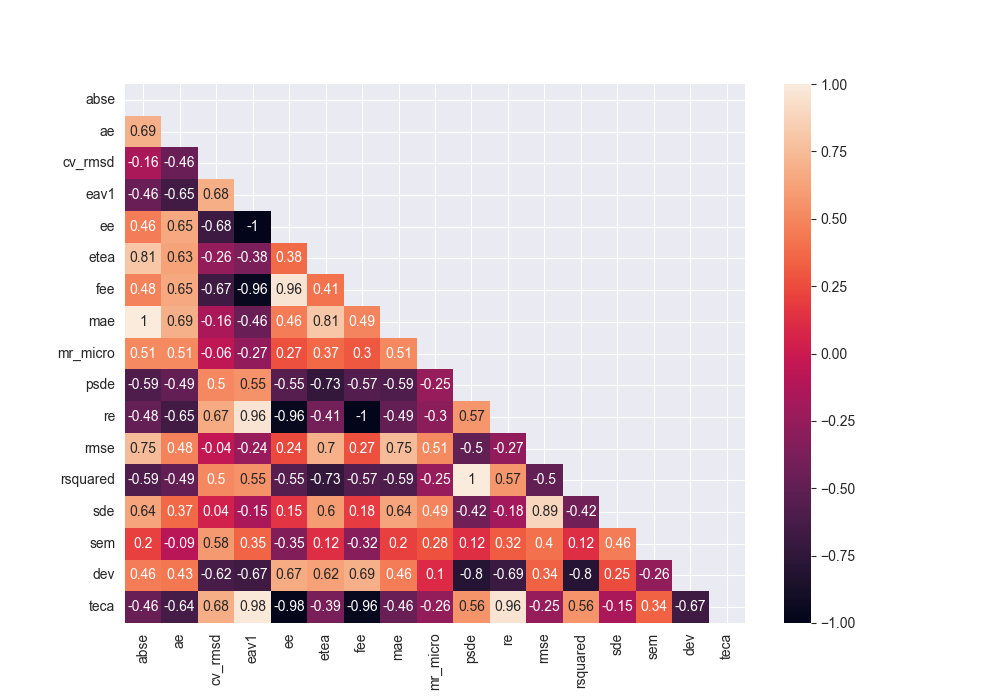 abse
ae 0.69
cv_rmsd -0.16 -0.46
eav1 -0.46 -0.65 0.68
ee 0.46 0.65 -0.68 -1
etea 0.81 0.63 -0.26 -0.38 0.38
fee 0.48 0.65 -0.67 -0.96 0.96 0.41
mae 1 0.69 -0.16 -0.46 0.46 0.81 0.49
mr_micro 0.51 0.51 -0.06 -0.27 0.27 0.37 0.3 0.51
psde -0.59 -0.49 0.5 0.55 -0.55 -0.73 -0.57 -0.59 -0.25
re -0.48 -0.65 0.67 0.96 -0.96 -0.41 -1 -0.49 -0.3 0.57
rmse 0.75 0.48 -0.04 -0.24 0.24 0.7 0.27 0.75 0.51 -0.5 -0.27
rsquared -0.59 -0.49 0.5 0.55 -0.55 -0.73 -0.57 -0.59 -0.25 1 0.57 -0.5
sde 0.64 0.37 0.04 -0.15 0.15 0.6 0.18 0.64 0.49 -0.42 -0.18 0.89 -0.42
sem 0.2 -0.09 0.58 0.35 -0.35 0.12 -0.32 0.2 0.28 0.12 0.32 0.4 0.12 0.46
dev 0.46 0.43 -0.62 -0.67 0.67 0.62 0.69 0.46 0.1 -0.8 -0.69 0.34 -0.8 0.25 -0.26
teca -0.46 -0.64 0.68 0.98 -0.98 -0.39 -0.96 -0.46 -0.26 0.56 0.96 -0.25 0.56 -0.15 0.34 -0.67
abse ae cv_rmsd eav1 ee etea fee mae mr_micro psde re rmse rsquared sde sem dev teca
1.00
0.75
0.50
0.25
0.00
−0.25
−0.50
−0.75
−1.00